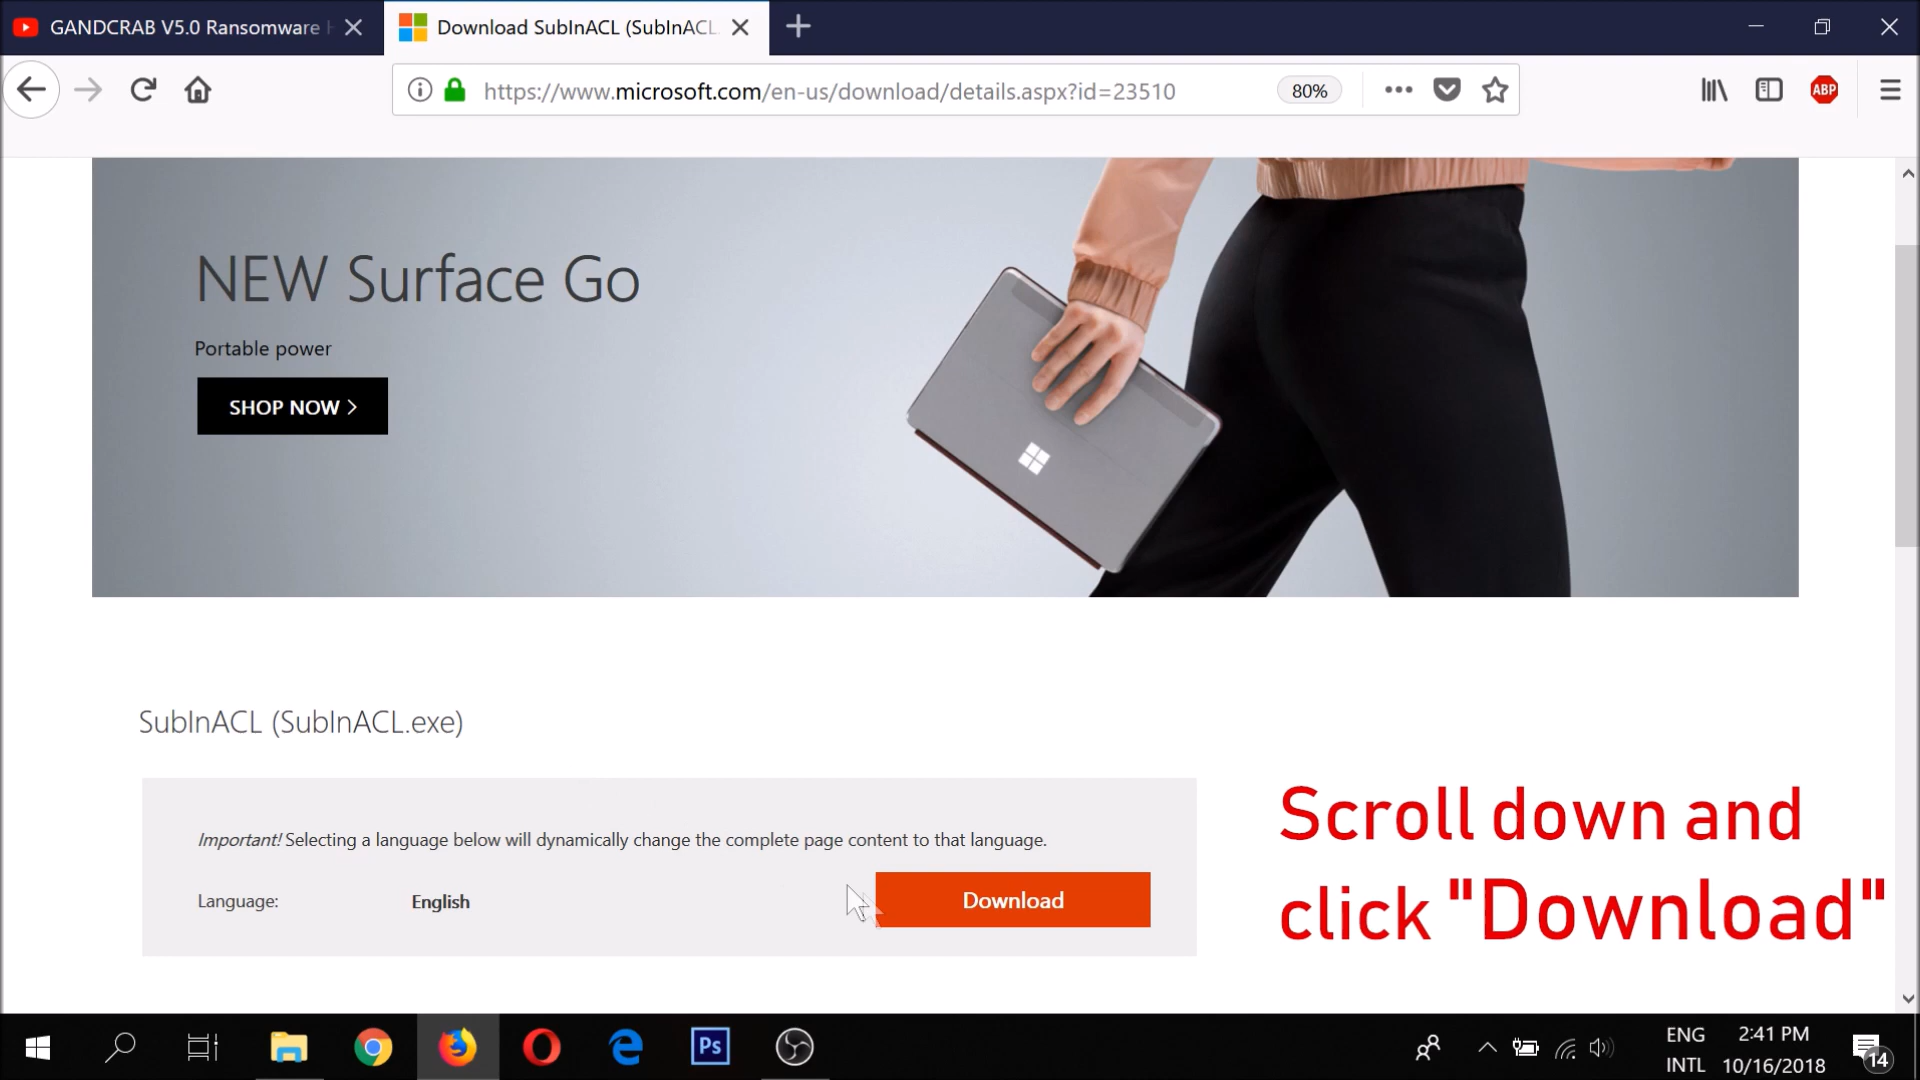 GANDCRAB V5.0 Ransomware
Download SubInACL (SubInACL.
https://www.microsoft.com/en-us/download/details.aspx?id=23510
80%
ABP
NEW Surface Go
Portable power
SHOP NOW
SubInACL (SubInACL.exe)
Important! Selecting a language below will dynamically change the complete page content to that language.
Language:
English
Download
Scroll down and
click "Download"
Ps
ENG
INTL
2:41 PM
10/16/2018
14